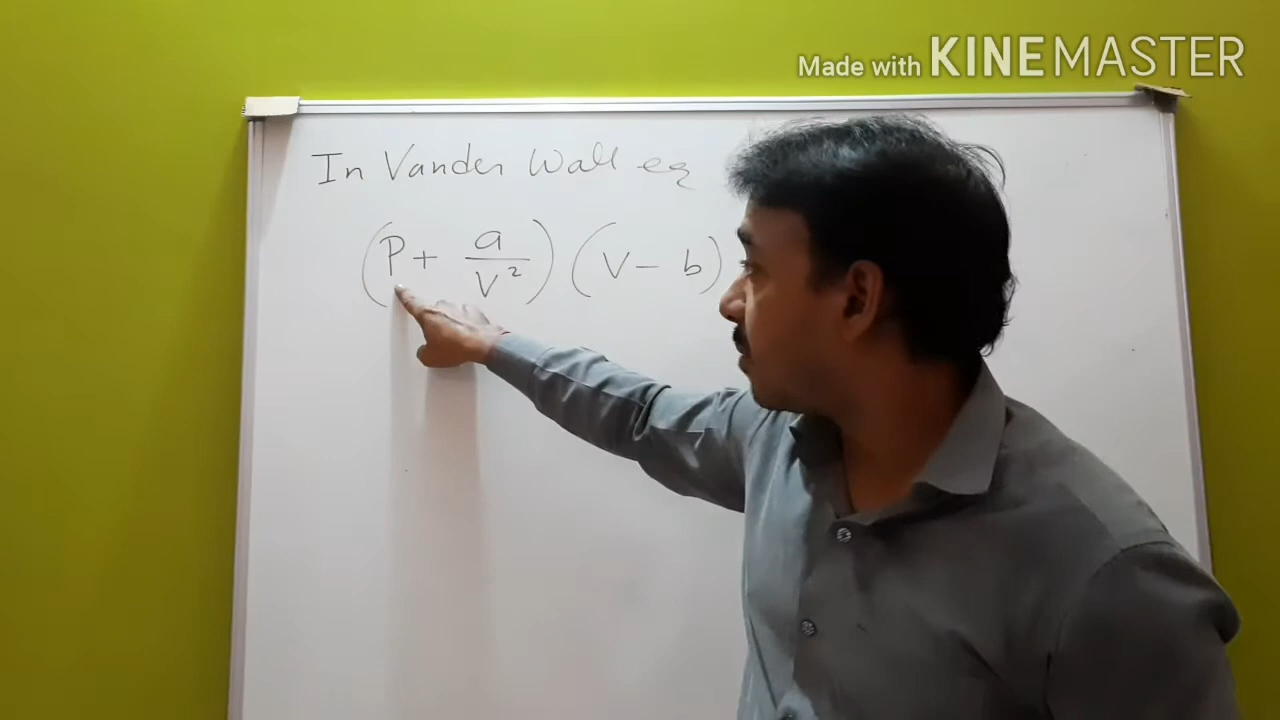 Made with KINEMASTER
In Vander Wall eq
(P + a/V²) (V - b)